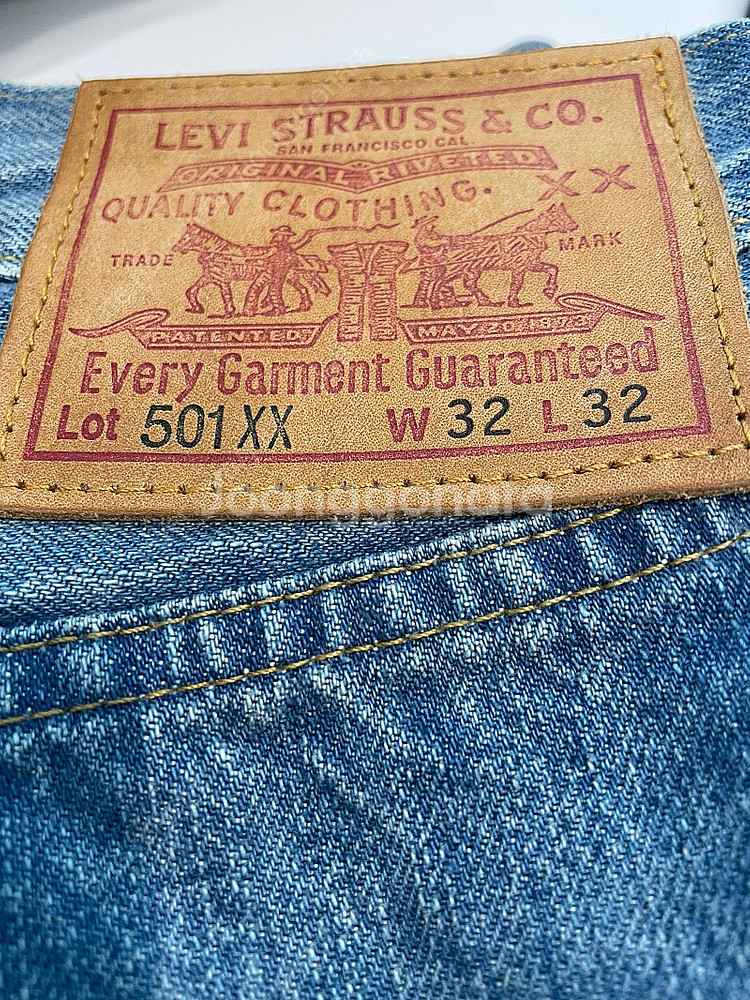 LEVI STRAUSS & CO.
SAN FRANCISCO, CAL.
ORIGINAL RIVETED
QUALITY CLOTHING. XX
TRADE MARK
PATENTED MAY 20 1873
Every Garment Guaranteed
Lot 501XX W 32 L 32
Joonggonara